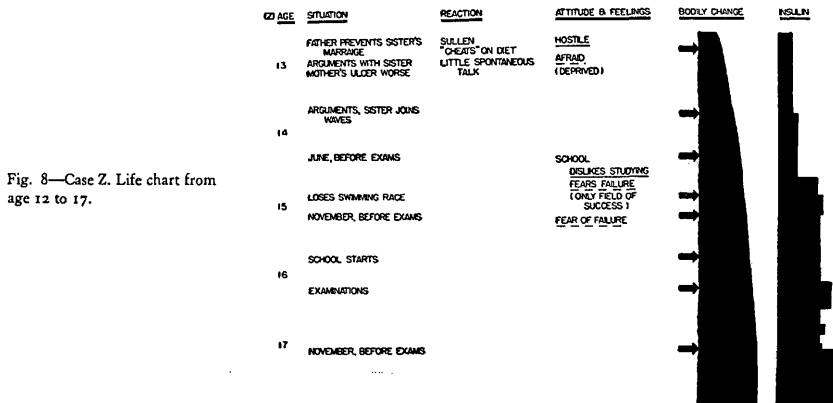 (Z) AGE SITUATION REACTION ATTITUDE & FEELINGS BODILY CHANGE INSULIN
FATHER PREVENTS SISTER'S SULLEN HOSTILE
MARRAIGE "CHEATS" ON DIET
13 ARGUMENTS WITH SISTER LITTLE SPONTANEOUS AFRAID
MOTHER'S ULCER WORSE TALK (DEPRIVED)
ARGUMENTS, SISTER JOINS
WAVES
14
JUNE, BEFORE EXAMS SCHOOL
DISLIKES STUDYING
Fig. 8—Case Z. Life chart from
age 12 to 17.
FEARS FAILURE
LOSES SWIMMING RACE (ONLY FIELD OF
15 SUCCESS)
NOVEMBER, BEFORE EXAMS FEAR OF FAILURE
SCHOOL STARTS
16
EXAMINATIONS
17 NOVEMBER, BEFORE EXAMS